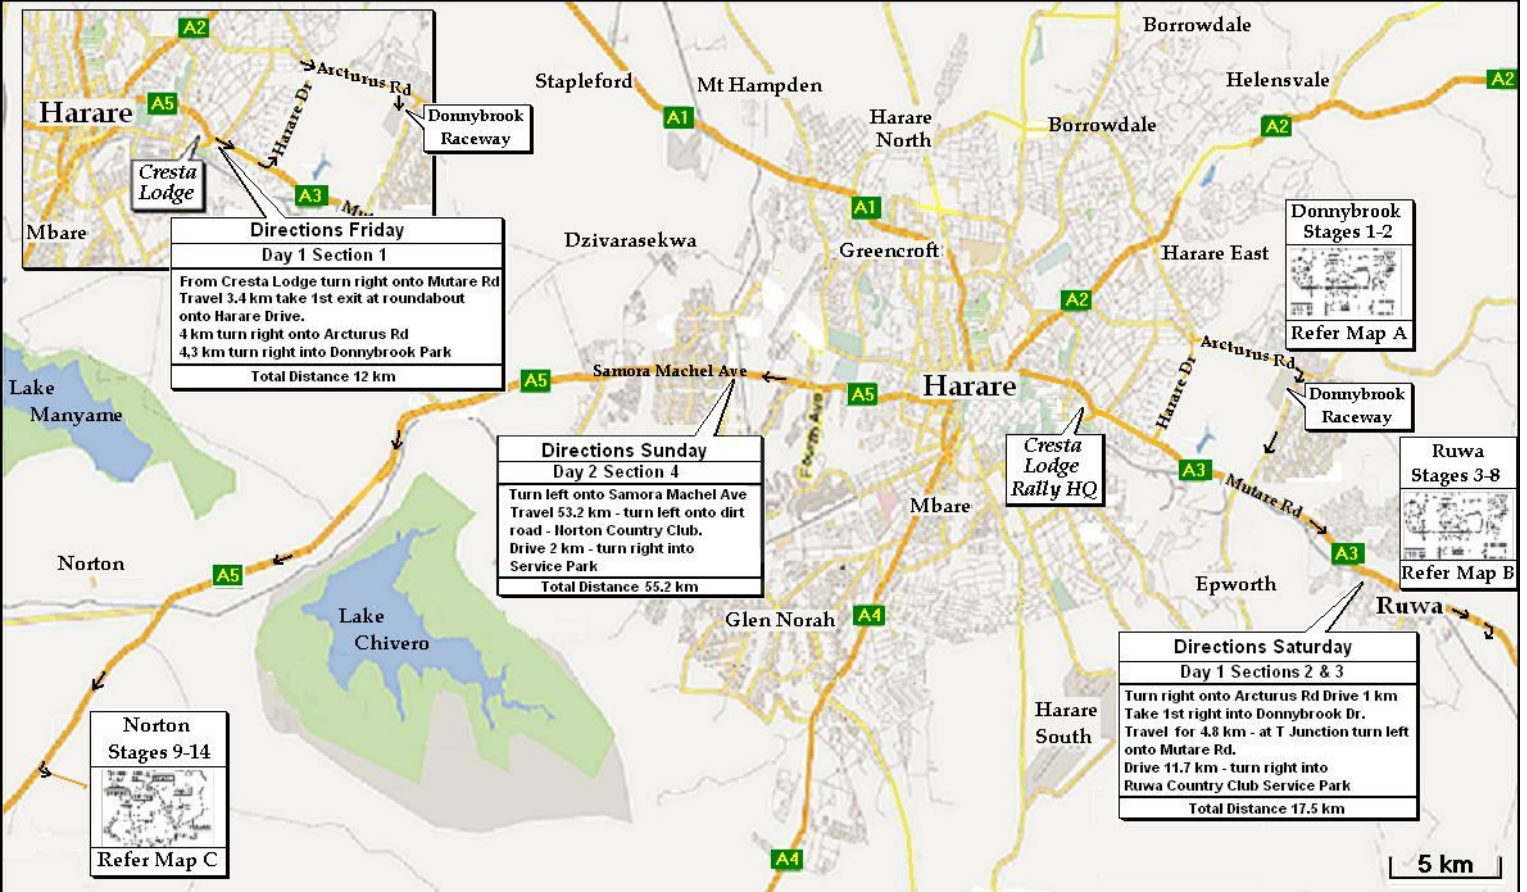 A2
Arcturus Rd
Harare
A5
Harare Dr
Donnybrook
Raceway
Cresta
Lodge
A3
Mbare
Directions Friday
Day 1 Section 1
From Cresta Lodge turn right onto Mutare Rd
Travel 3.4 km take 1st exit at roundabout
onto Harare Drive.
4 km turn right onto Arcturus Rd
4,3 km turn right into Donnybrook Park
Total Distance 12 km
Stapleford
Mt Hampden
A1
Harare
North
Borrowdale
Borrowdale
Helensvale
A2
A2
A1
Greencroft
Dzivarasekwa
Harare East
A2
Donnybrook
Stages 1-2
Refer Map A
Lake
Manyame
A5
Samora Machel Ave
A5
Harare
Fourth Ave
Arcturus Rd
Harare Dr
Donnybrook
Raceway
Cresta
Lodge
Rally HQ
A3
Mutare Rd
Ruwa
Stages 3-8
Refer Map B
Directions Sunday
Day 2 Section 4
Turn left onto Samora Machel Ave
Travel 53.2 km - turn left onto dirt
road - Norton Country Club.
Drive 2 km - turn right into
Service Park
Total Distance 55.2 km
Mbare
A3
Epworth
Ruwa
Norton
A5
Lake
Chivero
Glen Norah
A4
Directions Saturday
Day 1 Sections 2 & 3
Turn right onto Arcturus Rd Drive 1 km
Take 1st right into Donnybrook Dr.
Travel for 4.8 km - at T Junction turn left
onto Mutare Rd.
Drive 11.7 km - turn right into
Ruwa Country Club Service Park
Total Distance 17.5 km
Harare
South
Norton
Stages 9-14
Refer Map C
A4
5 km